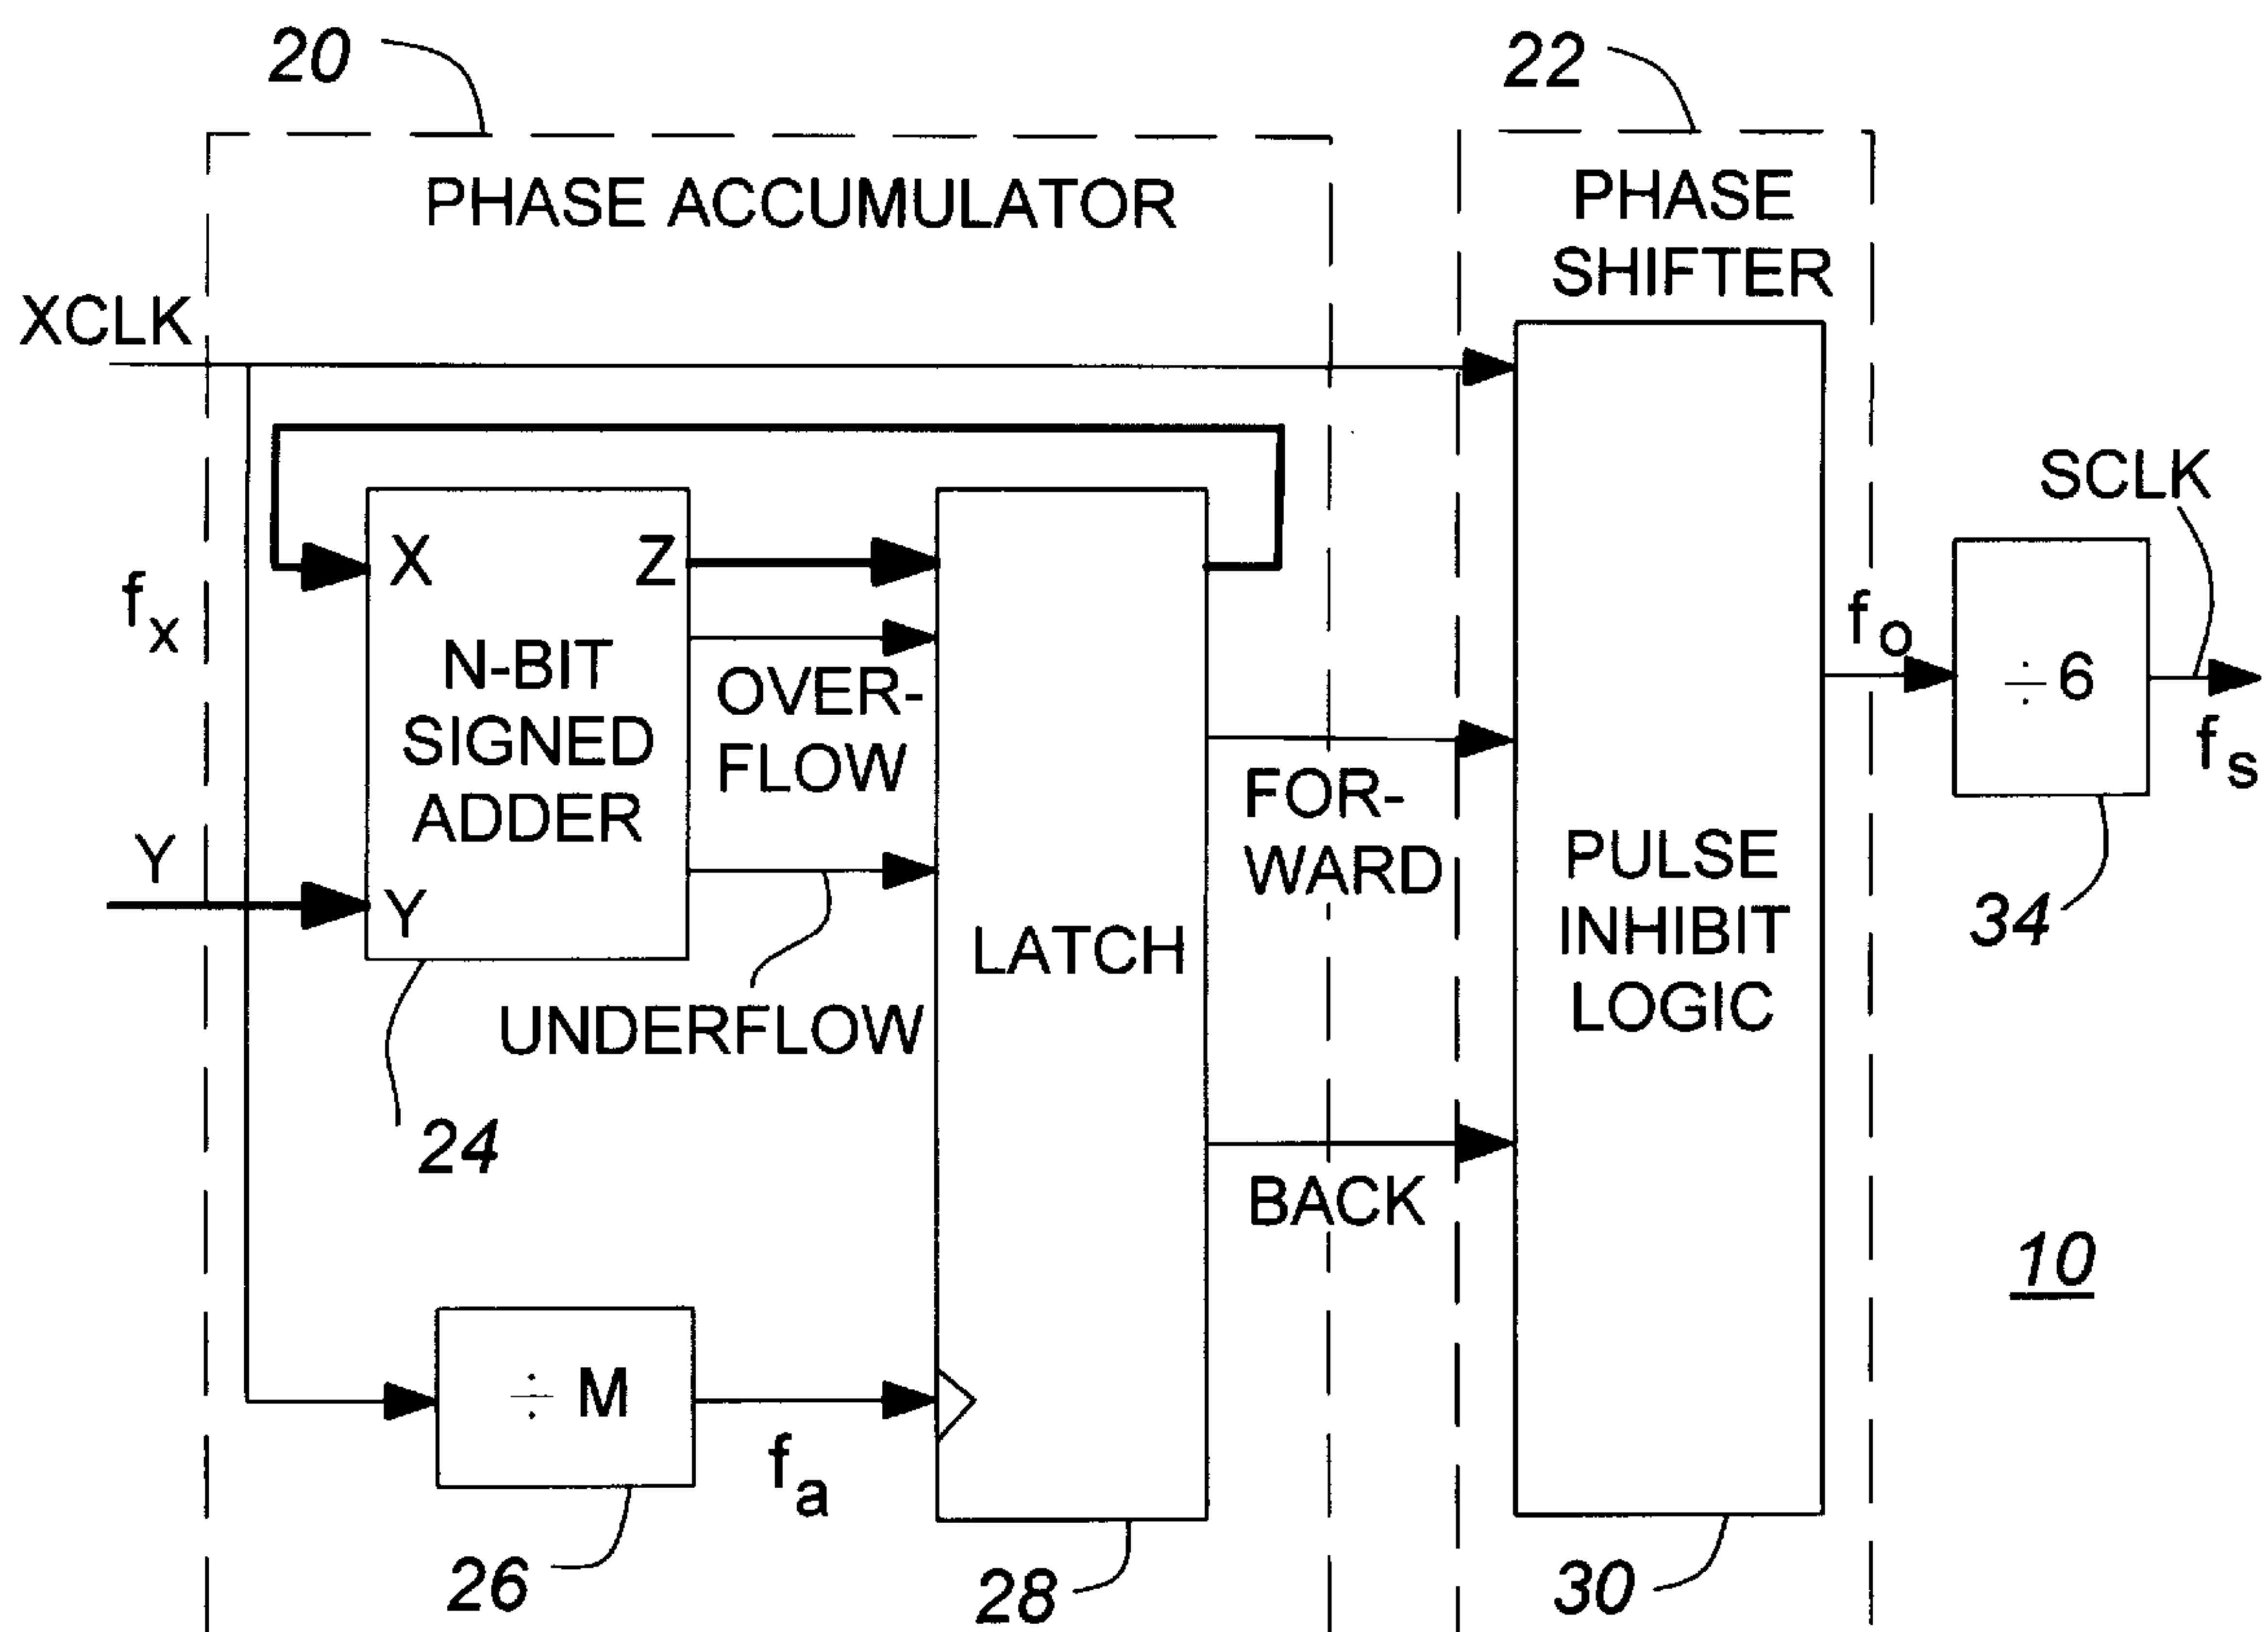 20
22
PHASE ACCUMULATOR
PHASE
SHIFTER
XCLK
SCLK
X
Z
fx
N-BIT
SIGNED
ADDER
OVER-
FLOW
fo
÷ 6
fs
FOR-
WARD
Y
Y
PULSE
INHIBIT
LOGIC
34
LATCH
UNDERFLOW
24
BACK
10
÷ M
fa
26
28
30